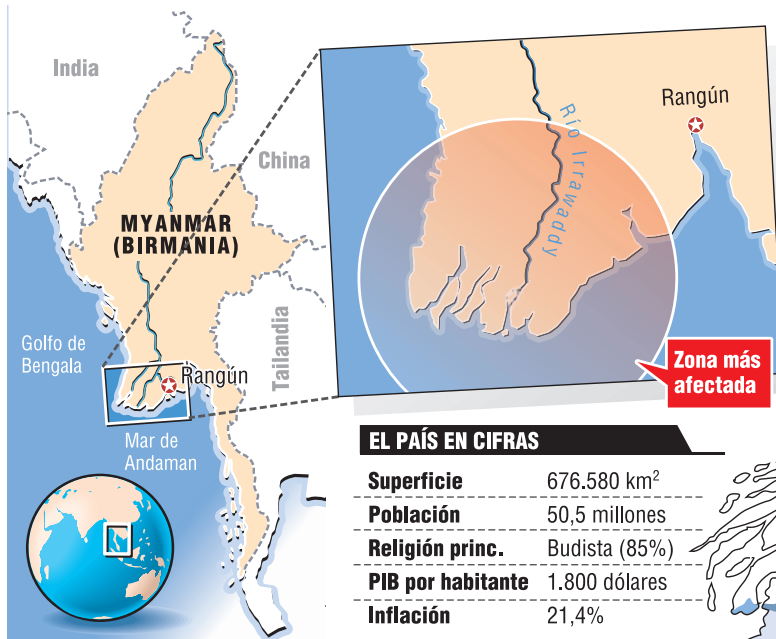 India
China
MYANMAR
(BIRMANIA)
Golfo de
Bengala
Tailandia
Rangún
Mar de
Andaman
Rangún
Río Irrawaddy
Zona más
afectada
EL PAÍS EN CIFRAS
Superficie 676.580 km²
Población 50,5 millones
Religión princ. Budista (85%)
PIB por habitante 1.800 dólares
Inflación 21,4%